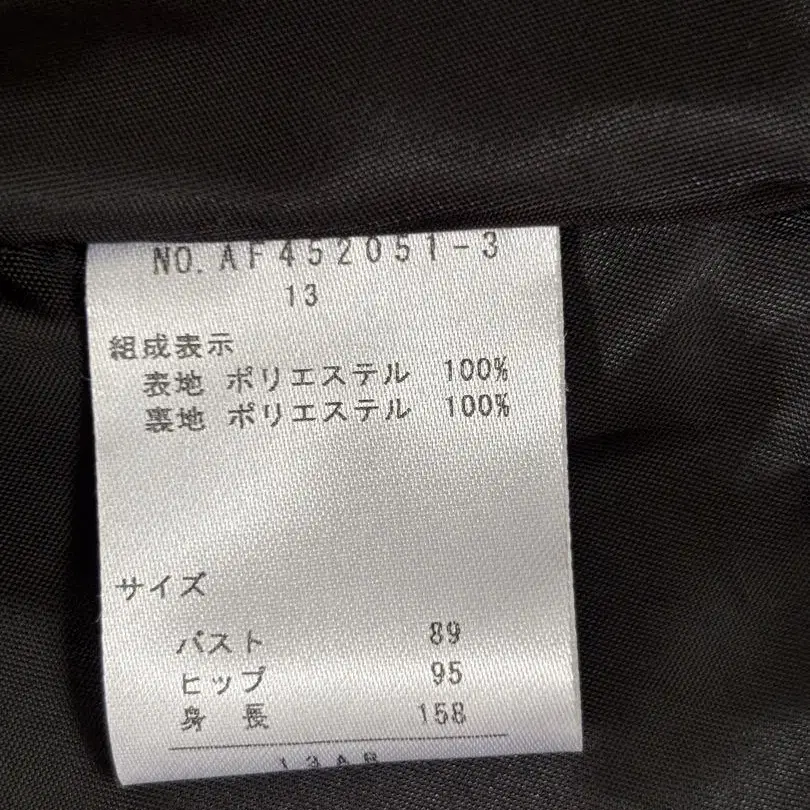 NO. AF452051-3
13
組成表示
表地 ポリエステル 100%
裏地 ポリエステル 100%
サイズ
バスト 89
ヒップ 95
身 長 158
13AB